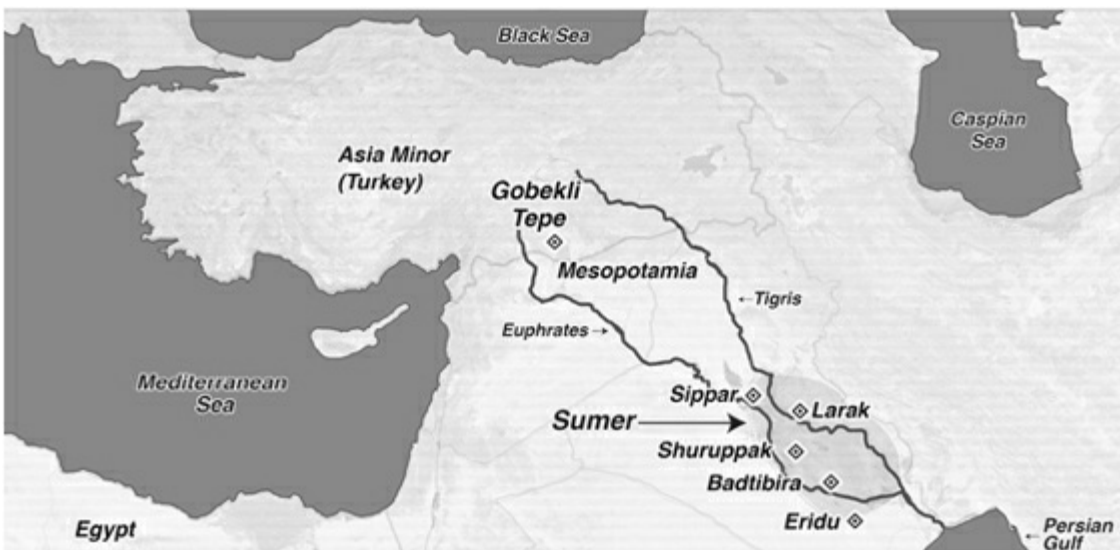 Black Sea
Caspian
Sea
Asia Minor
(Turkey)
Gobekli
Tepe
Mesopotamia
←Tigris
Euphrates →
Mediterranean
Sea
Sippar
Larak
Sumer
Shuruppak
Badtibira
Eridu
Egypt
← Persian
Gulf